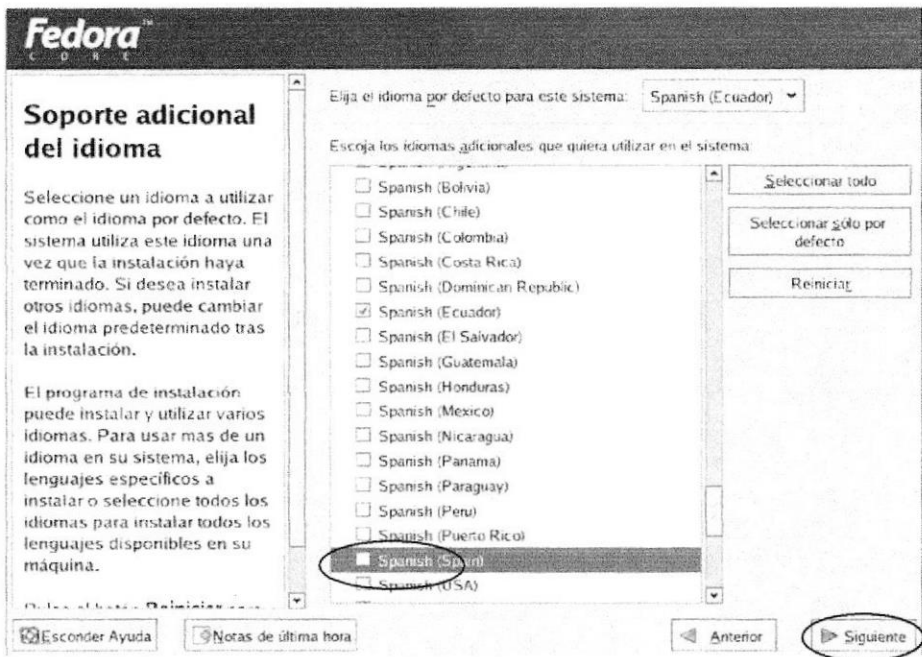 Fedora™
CORE
Soporte adicional
del idioma
Seleccione un idioma a utilizar
como el idioma por defecto. El
sistema utiliza este idioma una
vez que la instalación haya
terminado. Si desea instalar
otros idiomas, puede cambiar
el idioma predeterminado tras
la instalación.
El programa de instalación
puede instalar y utilizar varios
idiomas. Para usar mas de un
idioma en su sistema, elija los
lenguajes específicos a
instalar o seleccione todos los
idiomas para instalar todos los
lenguajes disponibles en su
máquina.
Elija el idioma por defecto para este sistema: Spanish (Ecuador)
Escoja los idiomas adicionales que quiera utilizar en el sistema
Spanish (Bolivia)
Spanish (Chile)
Spanish (Colombia)
Spanish (Costa Rica)
Spanish (Dominican Republic)
Spanish (Ecuador)
Spanish (El Salvador)
Spanish (Guatemala)
Spanish (Honduras)
Spanish (Mexico)
Spanish (Nicaragua)
Spanish (Panama)
Spanish (Paraguay)
Spanish (Peru)
Spanish (Puerto Rico)
Spanish (Spain)
Spanish (USA)
Seleccionar todo
Seleccionar sólo por
defecto
Reiniciar
Esconder Ayuda
Notas de última hora
Anterior
Siguiente